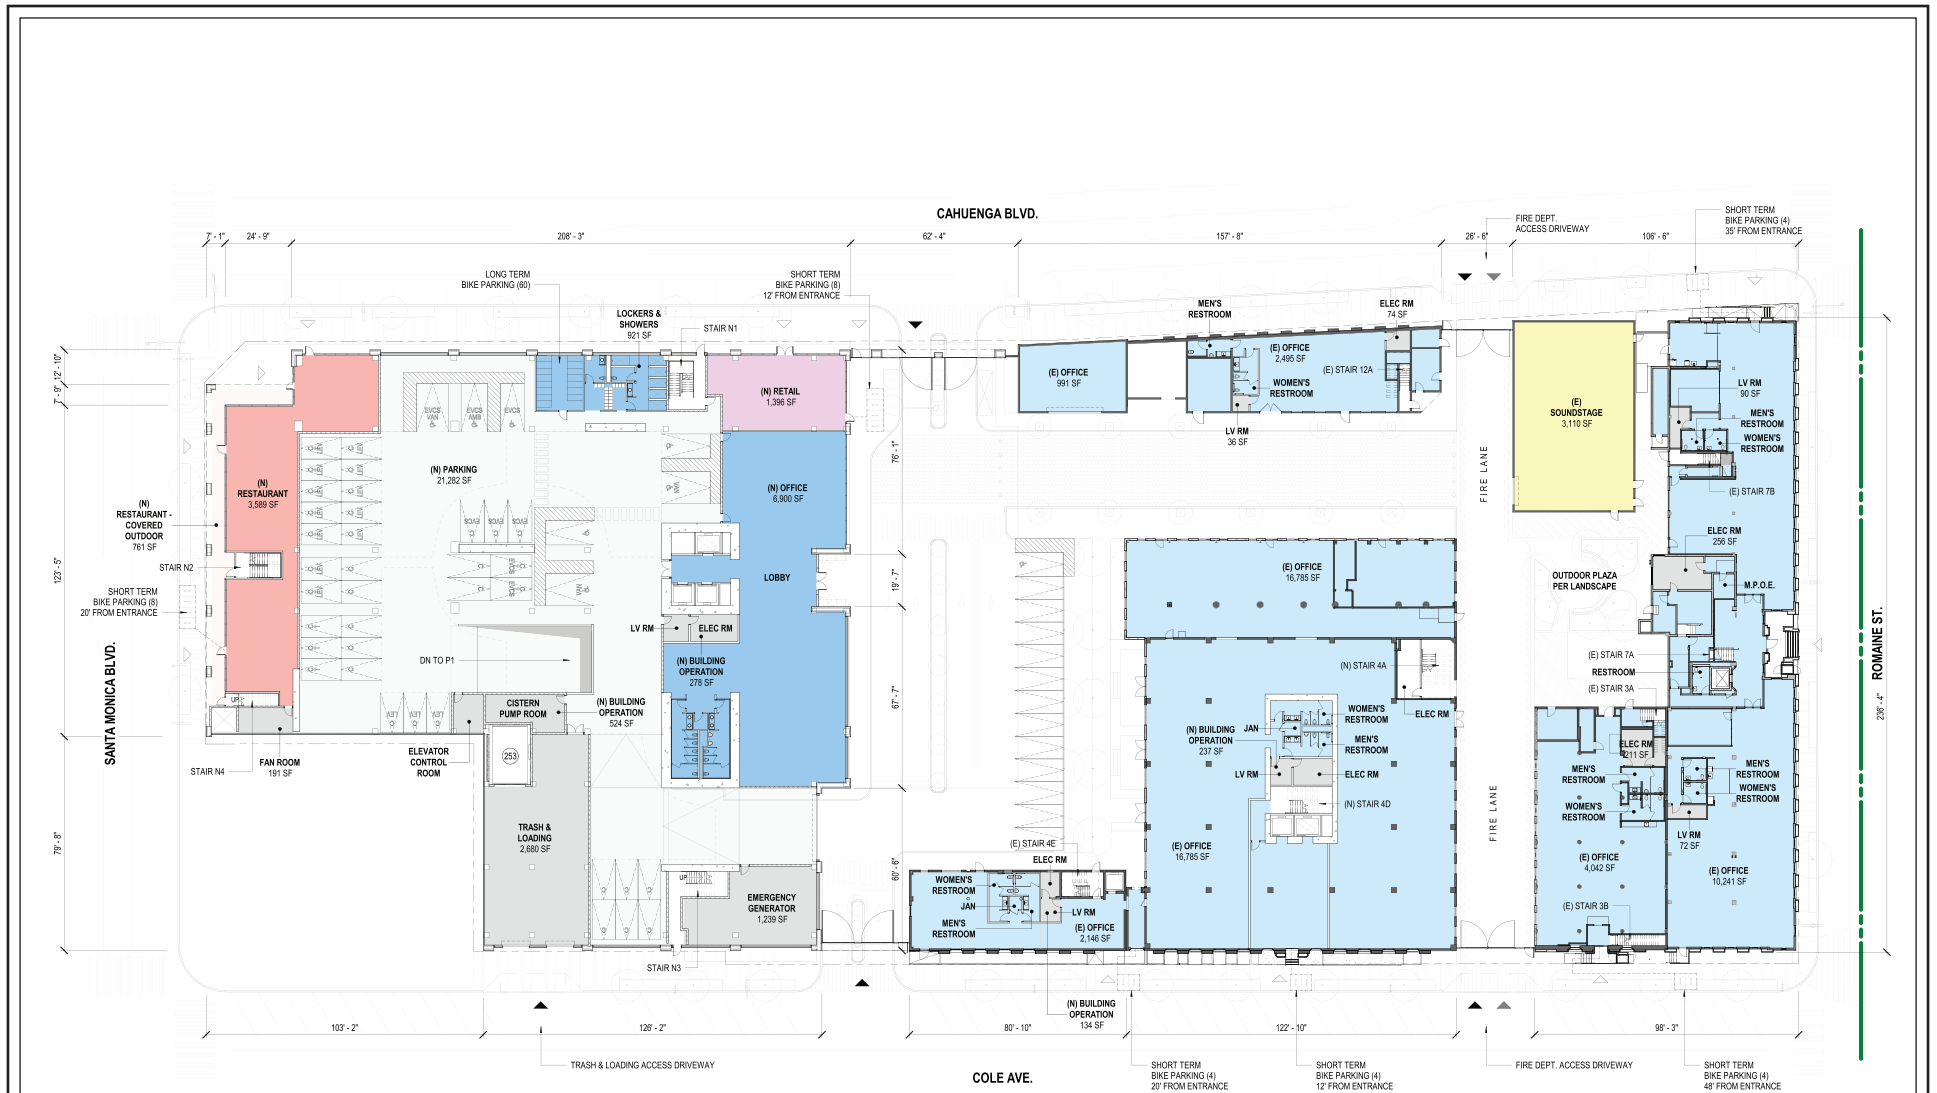 CAHUENGA BLVD.
7' - 1"
24' - 9"
208' - 3"
62' - 4"
157' - 8"
26' - 6"
106' - 6"
FIRE DEPT.
ACCESS DRIVEWAY
SHORT TERM
BIKE PARKING (4)
35' FROM ENTRANCE
LONG TERM
BIKE PARKING (60)
SHORT TERM
BIKE PARKING (8)
12' FROM ENTRANCE
LOCKERS &
SHOWERS
921 SF
STAIR N1
MEN'S
RESTROOM
ELEC RM
74 SF
(E) OFFICE
2,495 SF
(E) STAIR 12A
WOMEN'S
RESTROOM
LV RM
36 SF
(E) OFFICE
991 SF
(N) RETAIL
1,396 SF
12' - 10"
7' - 9"
123' - 5"
79' - 8"
EVCS
VAN
EVCS
AMB
EVCS
(N) PARKING
21,282 SF
(N)
RESTAURANT
3,589 SF
(N)
RESTAURANT -
COVERED
OUTDOOR
761 SF
STAIR N2
SHORT TERM
BIKE PARKING (8)
20' FROM ENTRANCE
SANTA MONICA BLVD.
VAN
EVCS
EVCS
EVCS
EVCS
EVCS
VAN
(N) OFFICE
6,900 SF
LOBBY
76' - 1"
19' - 7"
67' - 7"
60' - 6"
LV RM
ELEC RM
DN TO P1
(N) BUILDING
OPERATION
278 SF
CISTERN
PUMP ROOM
(N) BUILDING
OPERATION
524 SF
UP
FAN ROOM
191 SF
STAIR N4
ELEVATOR
CONTROL
ROOM
253
TRASH &
LOADING
2,680 SF
UP
EMERGENCY
GENERATOR
1,239 SF
STAIR N3
FIRE LANE
(E)
SOUNDSTAGE
3,110 SF
LV RM
90 SF
MEN'S
RESTROOM
WOMEN'S
RESTROOM
(E) STAIR 7B
ELEC RM
256 SF
OUTDOOR PLAZA
PER LANDSCAPE
M.P.O.E.
(E) STAIR 7A
RESTROOM
(E) STAIR 3A
ROMAINE ST.
236' - 4"
(E) OFFICE
16,785 SF
(N) STAIR 4A
ELEC RM
WOMEN'S
RESTROOM
JAN
(N) BUILDING
OPERATION
237 SF
MEN'S
RESTROOM
LV RM
ELEC RM
(N) STAIR 4D
(E) OFFICE
16,785 SF
FIRE LANE
ELEC RM
211 SF
MEN'S
RESTROOM
WOMEN'S
RESTROOM
MEN'S
RESTROOM
WOMEN'S
RESTROOM
LV RM
72 SF
(E) OFFICE
4,042 SF
(E) OFFICE
10,241 SF
(E) STAIR 3B
(E) STAIR 4E
ELEC RM
WOMEN'S
RESTROOM
JAN
MEN'S
RESTROOM
LV RM
(E) OFFICE
2,146 SF
(N) BUILDING
OPERATION
134 SF
103' - 2"
126' - 2"
80' - 10"
122' - 10"
98' - 3"
TRASH & LOADING ACCESS DRIVEWAY
COLE AVE.
SHORT TERM
BIKE PARKING (4)
20' FROM ENTRANCE
SHORT TERM
BIKE PARKING (4)
12' FROM ENTRANCE
FIRE DEPT. ACCESS DRIVEWAY
SHORT TERM
BIKE PARKING (4)
48' FROM ENTRANCE